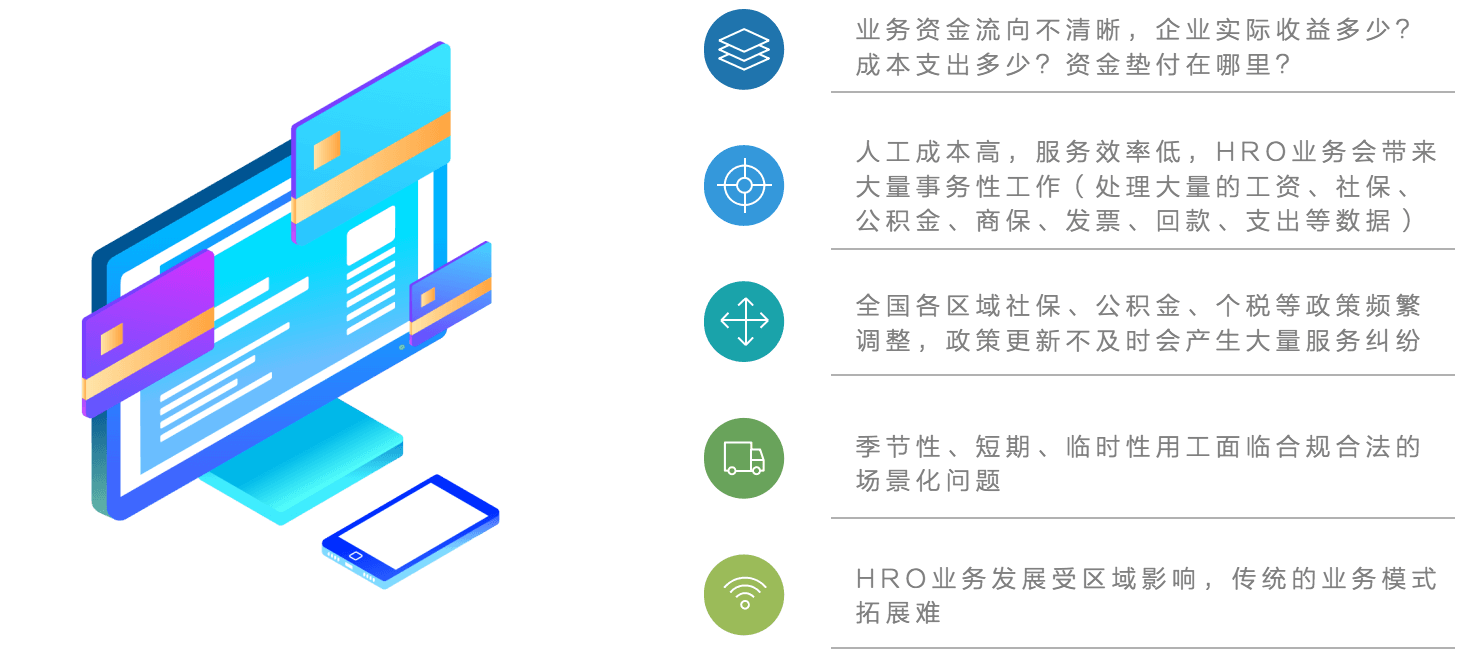 业务资金流向不清晰，企业实际收益多少？
成本支出多少？资金垫付在哪里？
人工成本高，服务效率低，HRO业务会带来
大量事务性工作（处理大量的工资、社保、
公积金、商保、发票、回款、支出等数据）
全国各区域社保、公积金、个税等政策频繁
调整，政策更新不及时会产生大量服务纠纷
季节性、短期、临时性用工面临合规合法的
场景化问题
HRO业务发展受区域影响，传统的业务模式
拓展难